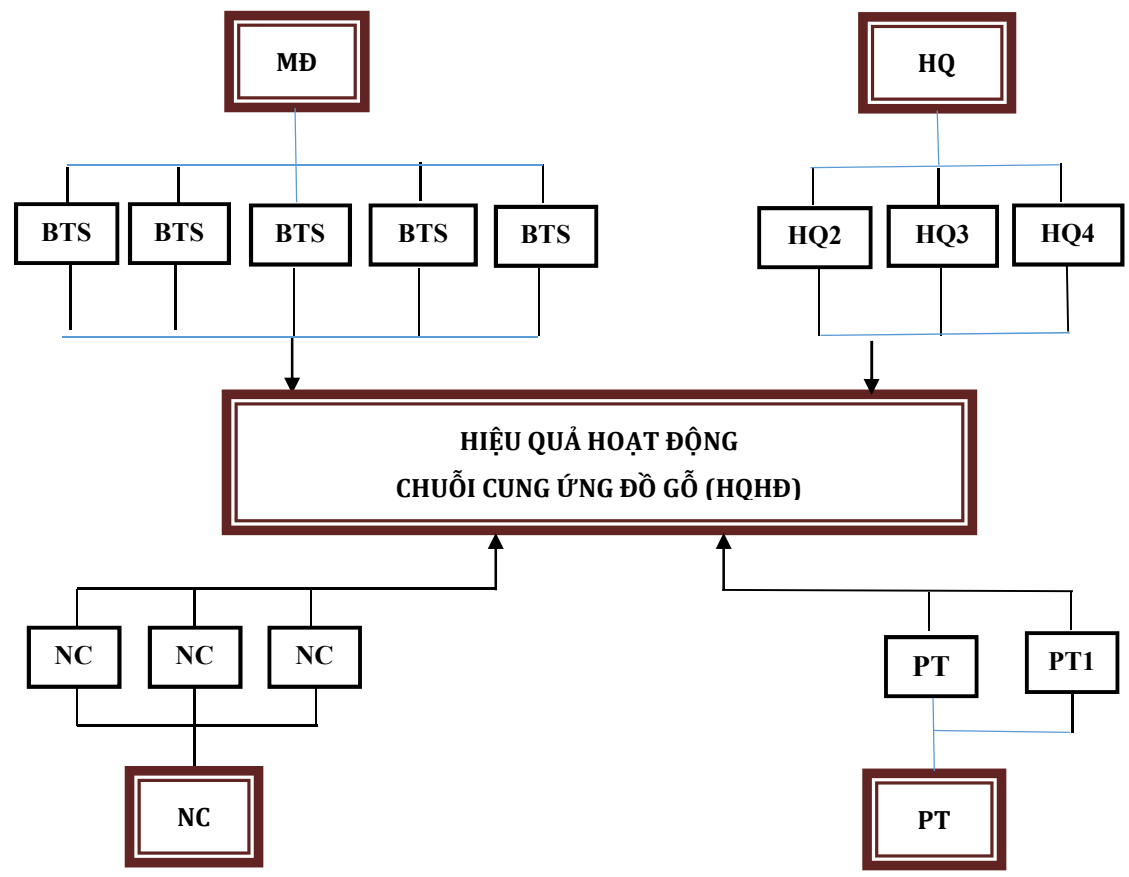 MĐ
HQ
BTS
BTS
BTS
BTS
BTS
HQ2
HQ3
HQ4
HIỆU QUẢ HOẠT ĐỘNG
CHUỖI CUNG ỨNG ĐỒ GỖ (HQHĐ)
NC
NC
NC
PT
PT1
NC
PT